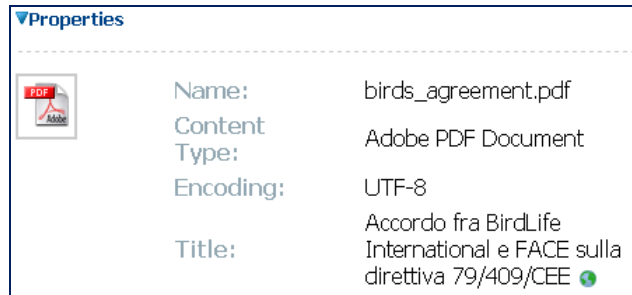 Properties
PDF
Adobe
Name: birds_agreement.pdf
Content
Type:
Adobe PDF Document
Encoding: UTF-8
Title:
Accordo fra BirdLife
International e FACE sulla
direttiva 79/409/CEE